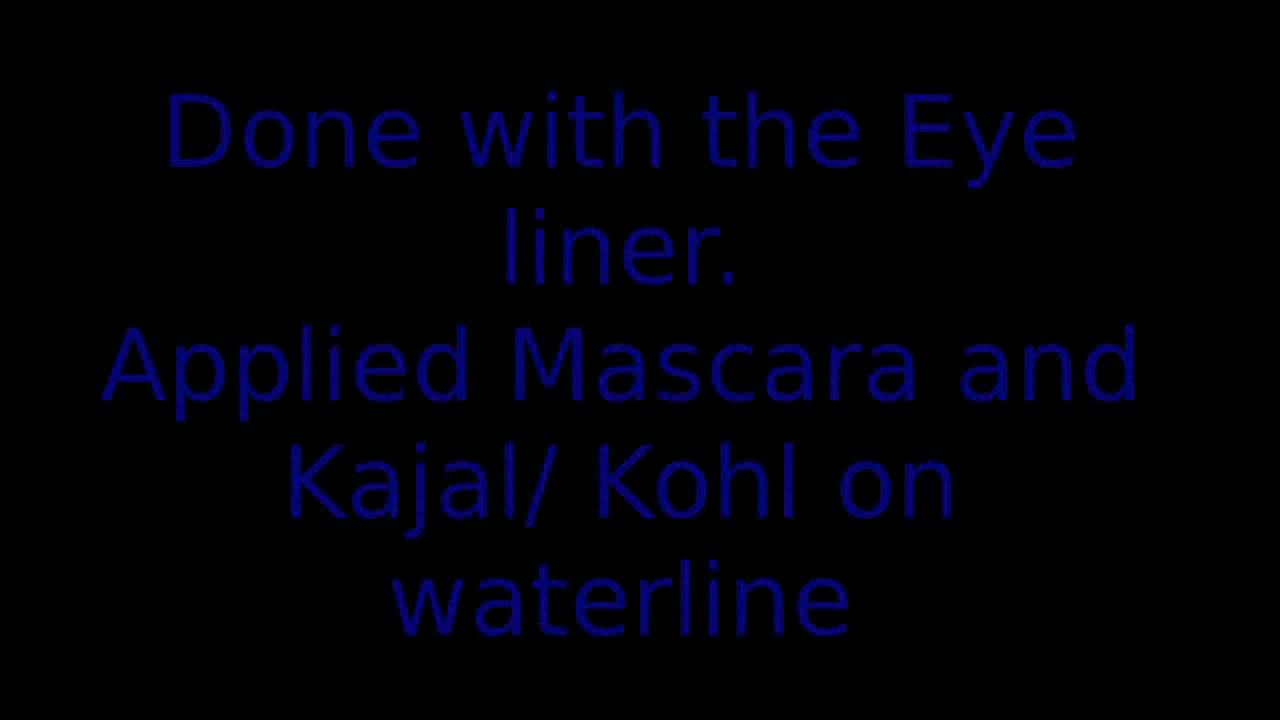 Done with the Eye
liner.
Applied Mascara and
Kajal/ Kohl on
waterline